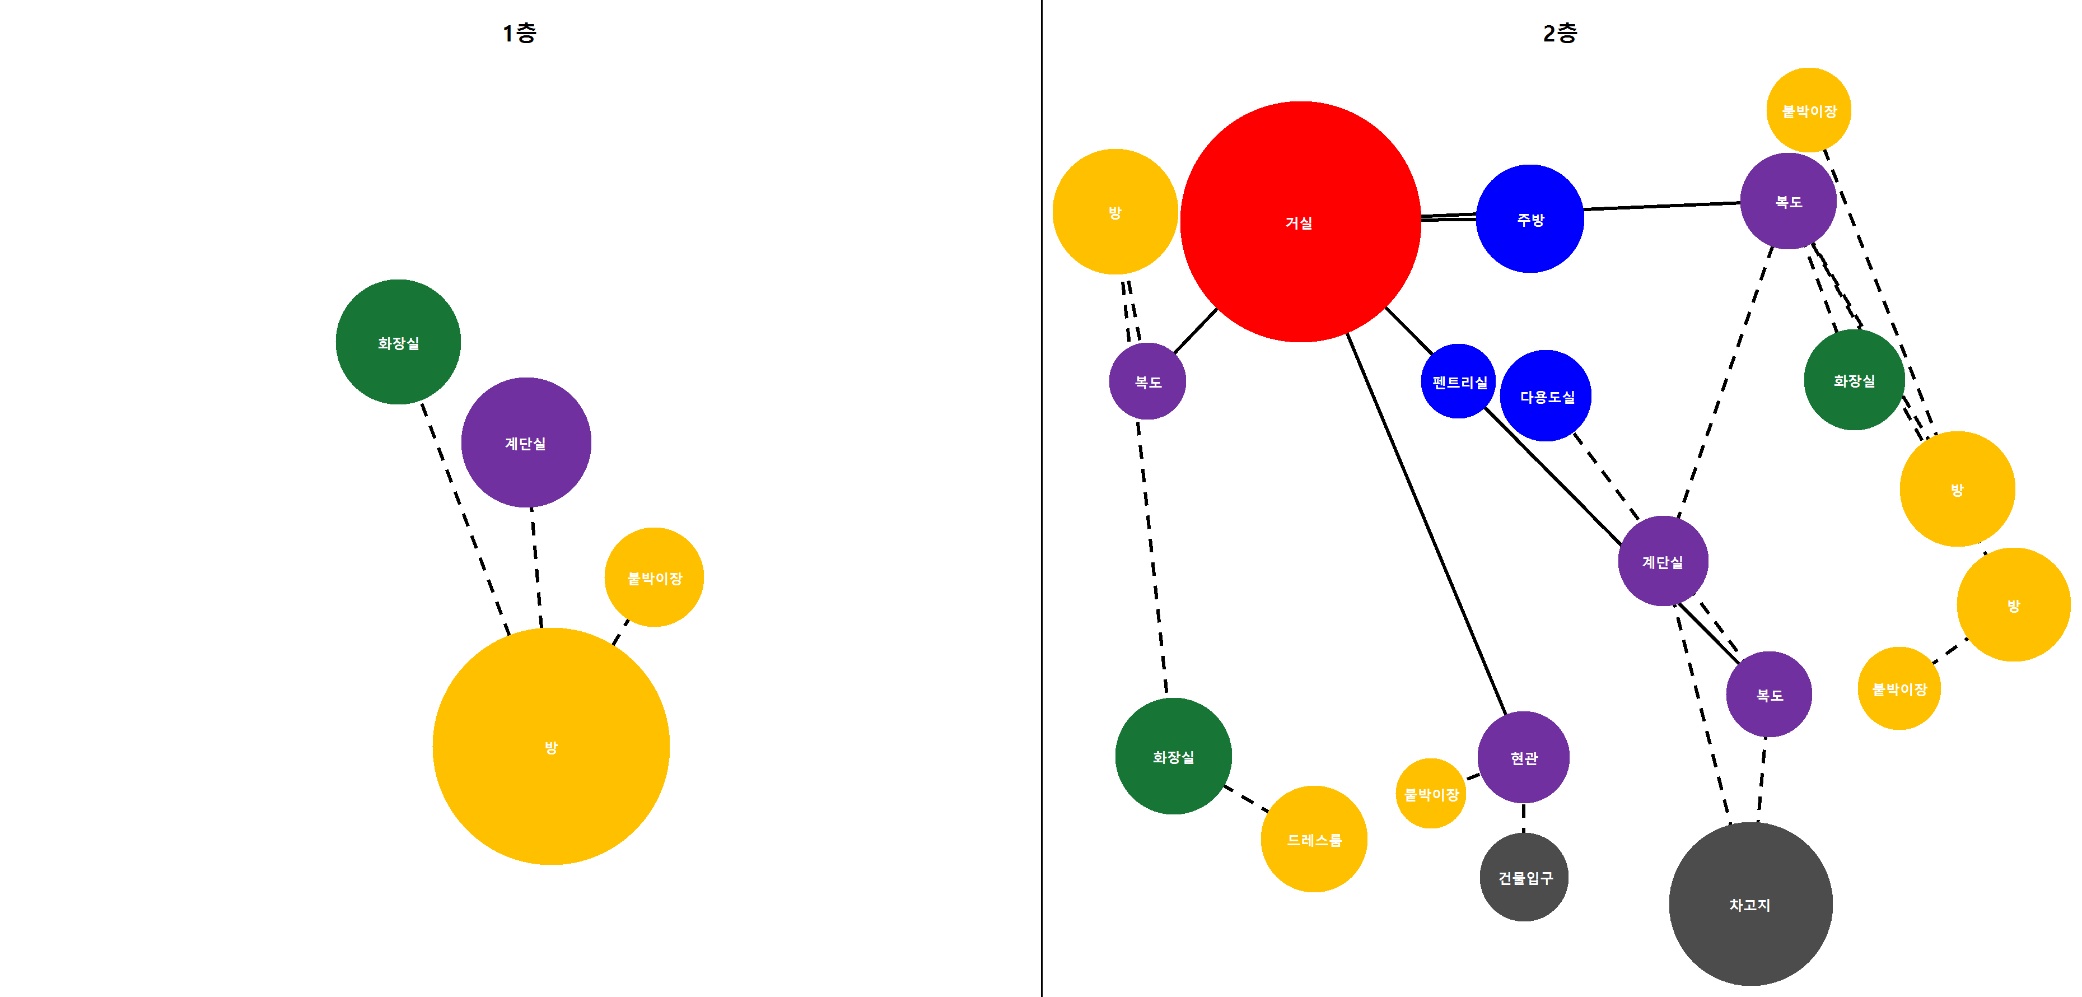 1층
화장실
계단실
붙박이장
방
2층
붙박이장
방
거실
주방
복도
복도
펜트리실
다용도실
화장실
방
계단실
방
복도
붙박이장
화장실
현관
붙박이장
드레스룸
건물입구
차고지